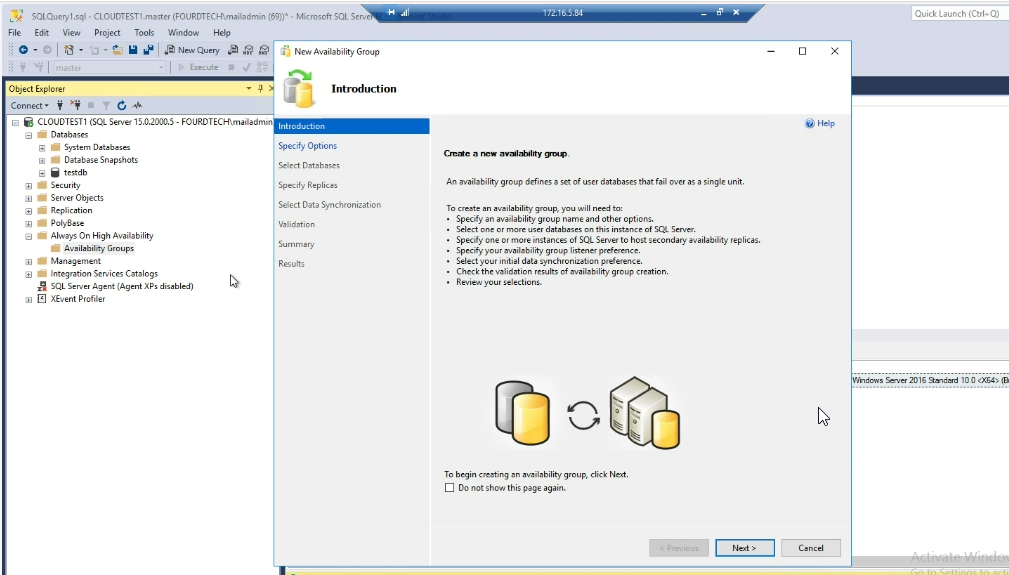 SQLQuery1.sql - CLOUDTEST1.master (FOURDTECH\mailadmin (69))* - Microsoft SQL Server
172.16.5.84
Quick Launch (Ctrl+Q)
File Edit View Project Tools Window Help
New Query
master
Execute
Object Explorer
Connect
CLOUDTEST1 (SQL Server 15.0.2000.5 - FOURDTECH\mailadmin
Databases
System Databases
Database Snapshots
testdb
Security
Server Objects
Replication
PolyBase
Always On High Availability
Availability Groups
Management
Integration Services Catalogs
SQL Server Agent (Agent XPs disabled)
XEvent Profiler
New Availability Group
Introduction
Introduction
Specify Options
Select Databases
Specify Replicas
Select Data Synchronization
Validation
Summary
Results
Help
Create a new availability group.
An availability group defines a set of user databases that fail over as a single unit.
To create an availability group, you will need to:
• Specify an availability group name and other options.
• Select one or more user databases on this instance of SQL Server.
• Specify one or more instances of SQL Server to host secondary availability replicas.
• Specify your availability group listener preference.
• Select your initial data synchronization preference.
• Check the validation results of availability group creation.
• Review your selections.
To begin creating an availability group, click Next.
Do not show this page again.
< Previous
Next >
Cancel
Windows Server 2016 Standard 10.0 <X64> (B
Activate Window
Go to Settings to acti